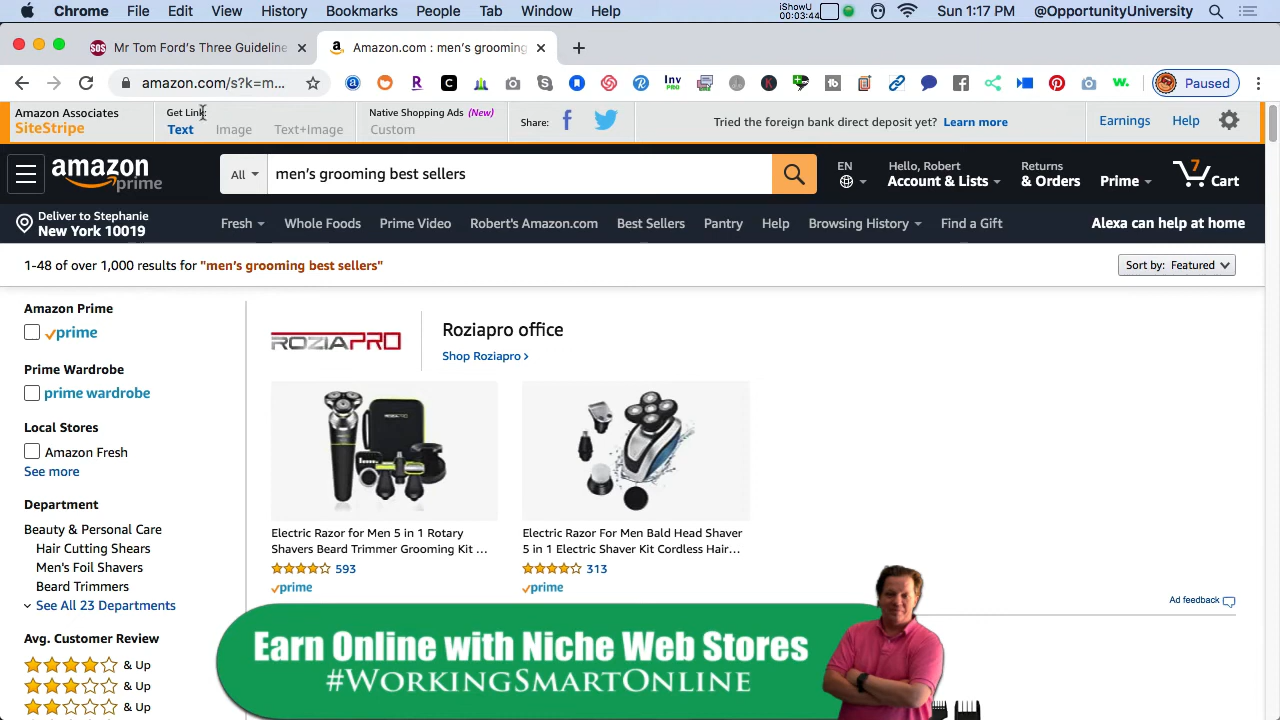 Chrome File Edit View History Bookmarks People Tab Window Help
iShowU
00:03:44
Sun 1:17 PM @OpportunityUniversity
SOS Mr Tom Ford's Three Guideline
Amazon.com : men's grooming
amazon.com/s?k=m...
Inv
PRO
Paused
Amazon Associates
SiteStripe
Get Link:
Text Image Text+Image
Native Shopping Ads (New)
Custom
Share:
Tried the foreign bank direct deposit yet? Learn more
Earnings Help
amazon prime
All
men's grooming best sellers
EN
Hello, Robert
Account & Lists
Returns
& Orders
Prime
7
Cart
Deliver to Stephanie
New York 10019
Fresh Whole Foods Prime Video Robert's Amazon.com Best Sellers Pantry Help Browsing History Find a Gift
Alexa can help at home
1-48 of over 1,000 results for "men's grooming best sellers"
Sort by: Featured
Amazon Prime
prime
Prime Wardrobe
prime wardrobe
Local Stores
Amazon Fresh
See more
Department
Beauty & Personal Care
Hair Cutting Shears
Men's Foil Shavers
Beard Trimmers
See All 23 Departments
Avg. Customer Review
& Up
& Up
& Up
ROZIAPRO
Roziapro office
Shop Roziapro ›
Electric Razor for Men 5 in 1 Rotary
Shavers Beard Trimmer Grooming Kit ...
593
prime
Electric Razor For Men Bald Head Shaver
5 in 1 Electric Shaver Kit Cordless Hair...
313
prime
Ad feedback
Earn Online with Niche Web Stores
#WorkingSmartOnline